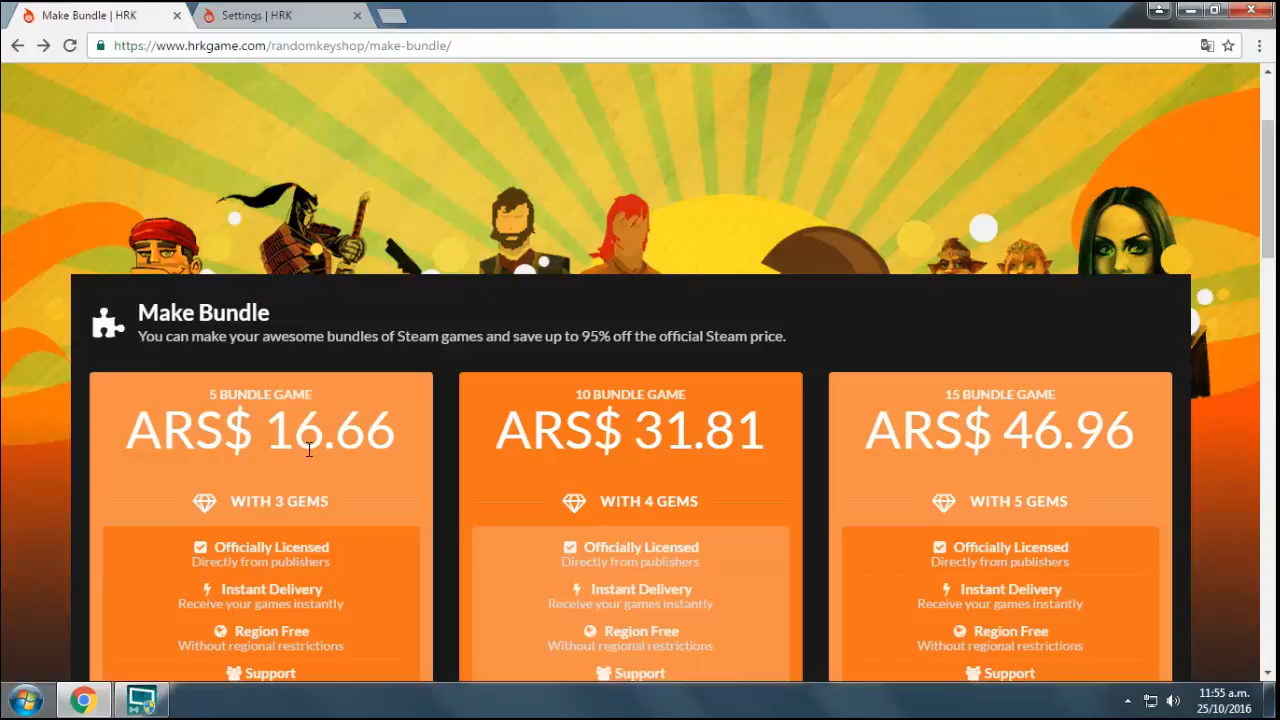 Make Bundle | HRK
Settings | HRK
https://www.hrkgame.com/randomkeyshop/make-bundle/
Make Bundle
You can make your awesome bundles of Steam games and save up to 95% off the official Steam price.
5 BUNDLE GAME
ARS$ 16.66
WITH 3 GEMS
Officially Licensed
Directly from publishers
Instant Delivery
Receive your games instantly
Region Free
Without regional restrictions
Support
10 BUNDLE GAME
ARS$ 31.81
WITH 4 GEMS
Officially Licensed
Directly from publishers
Instant Delivery
Receive your games instantly
Region Free
Without regional restrictions
Support
15 BUNDLE GAME
ARS$ 46.96
WITH 5 GEMS
Officially Licensed
Directly from publishers
Instant Delivery
Receive your games instantly
Region Free
Without regional restrictions
Support
11:55 a.m.
25/10/2016